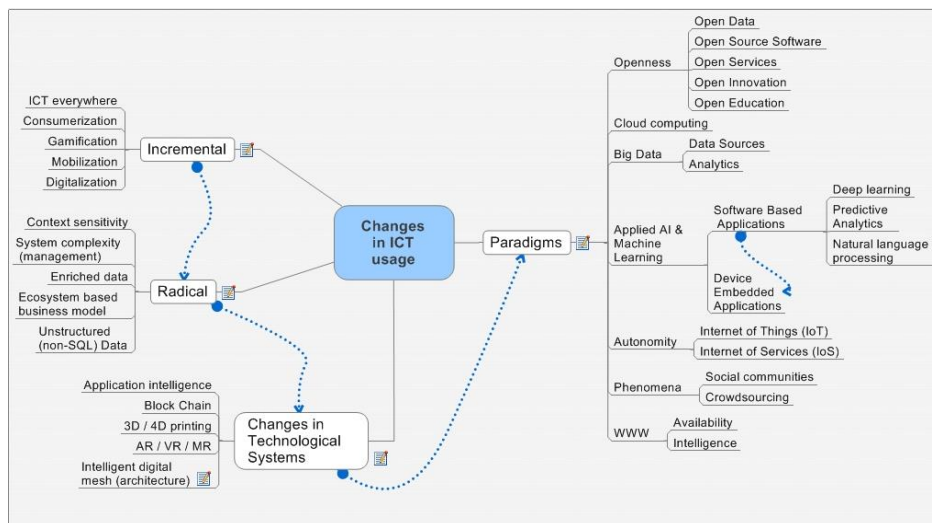 Changes
in ICT
usage
Incremental
ICT everywhere
Consumerization
Gamification
Mobilization
Digitalization
Radical
Context sensitivity
System complexity
(management)
Enriched data
Ecosystem based
business model
Unstructured
(non-SQL) Data
Changes in
Technological
Systems
Application intelligence
Block Chain
3D / 4D printing
AR / VR / MR
Intelligent digital
mesh (architecture)
Paradigms
Openness
Open Data
Open Source Software
Open Services
Open Innovation
Open Education
Cloud computing
Big Data
Data Sources
Analytics
Applied AI &
Machine
Learning
Software Based
Applications
Deep learning
Predictive
Analytics
Natural language
processing
Device
Embedded
Applications
Autonomity
Internet of Things (IoT)
Internet of Services (IoS)
Phenomena
Social communities
Crowdsourcing
WWW
Availability
Intelligence